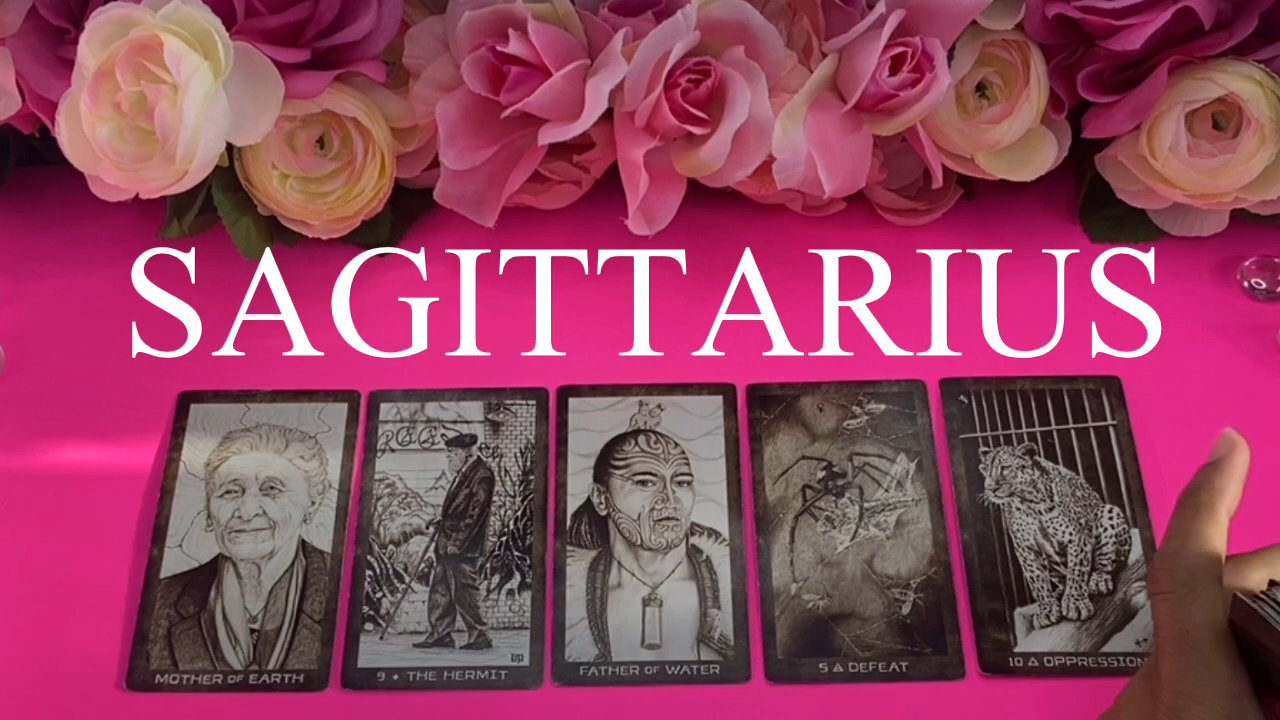 SAGITTARIUS
MOTHER OF EARTH
9 ⬥ THE HERMIT
FATHER OF WATER
5 △ DEFEAT
10 △ OPPRESSION